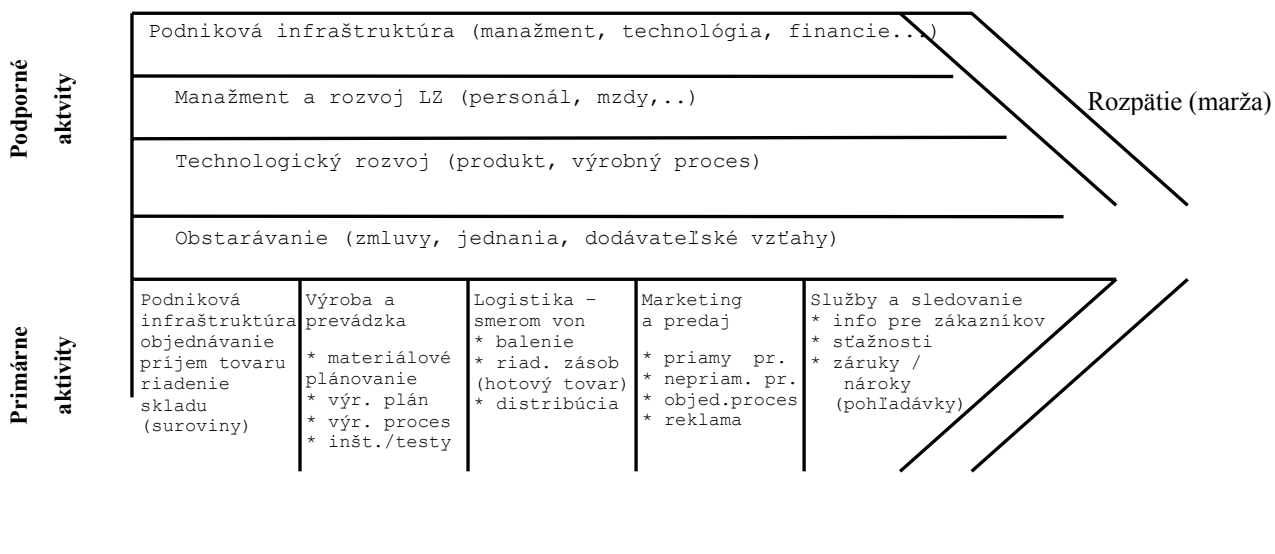 Podporné
aktvity
Podniková infraštruktúra (manažment, technológia, financie...)
Manažment a rozvoj LZ (personál, mzdy,..)
Technologický rozvoj (produkt, výrobný proces)
Obstarávanie (zmluvy, jednania, dodávateľské vzťahy)
Rozpätie (marža)
Primárne
aktivity
Podniková
infraštruktúra
objednávanie
príjem tovaru
riadenie
skladu
(suroviny)
Výroba a
prevádzka
* materiálové
plánovanie
* výr. plán
* výr. proces
* inšt./testy
Logistika –
smerom von
* balenie
* riad. zásob
(hotový tovar)
* distribúcia
Marketing
a predaj
* priamy pr.
* nepriam. pr.
* objed.proces
* reklama
Služby a sledovanie
* info pre zákazníkov
* sťažnosti
* záruky /
nároky
(pohľadávky)